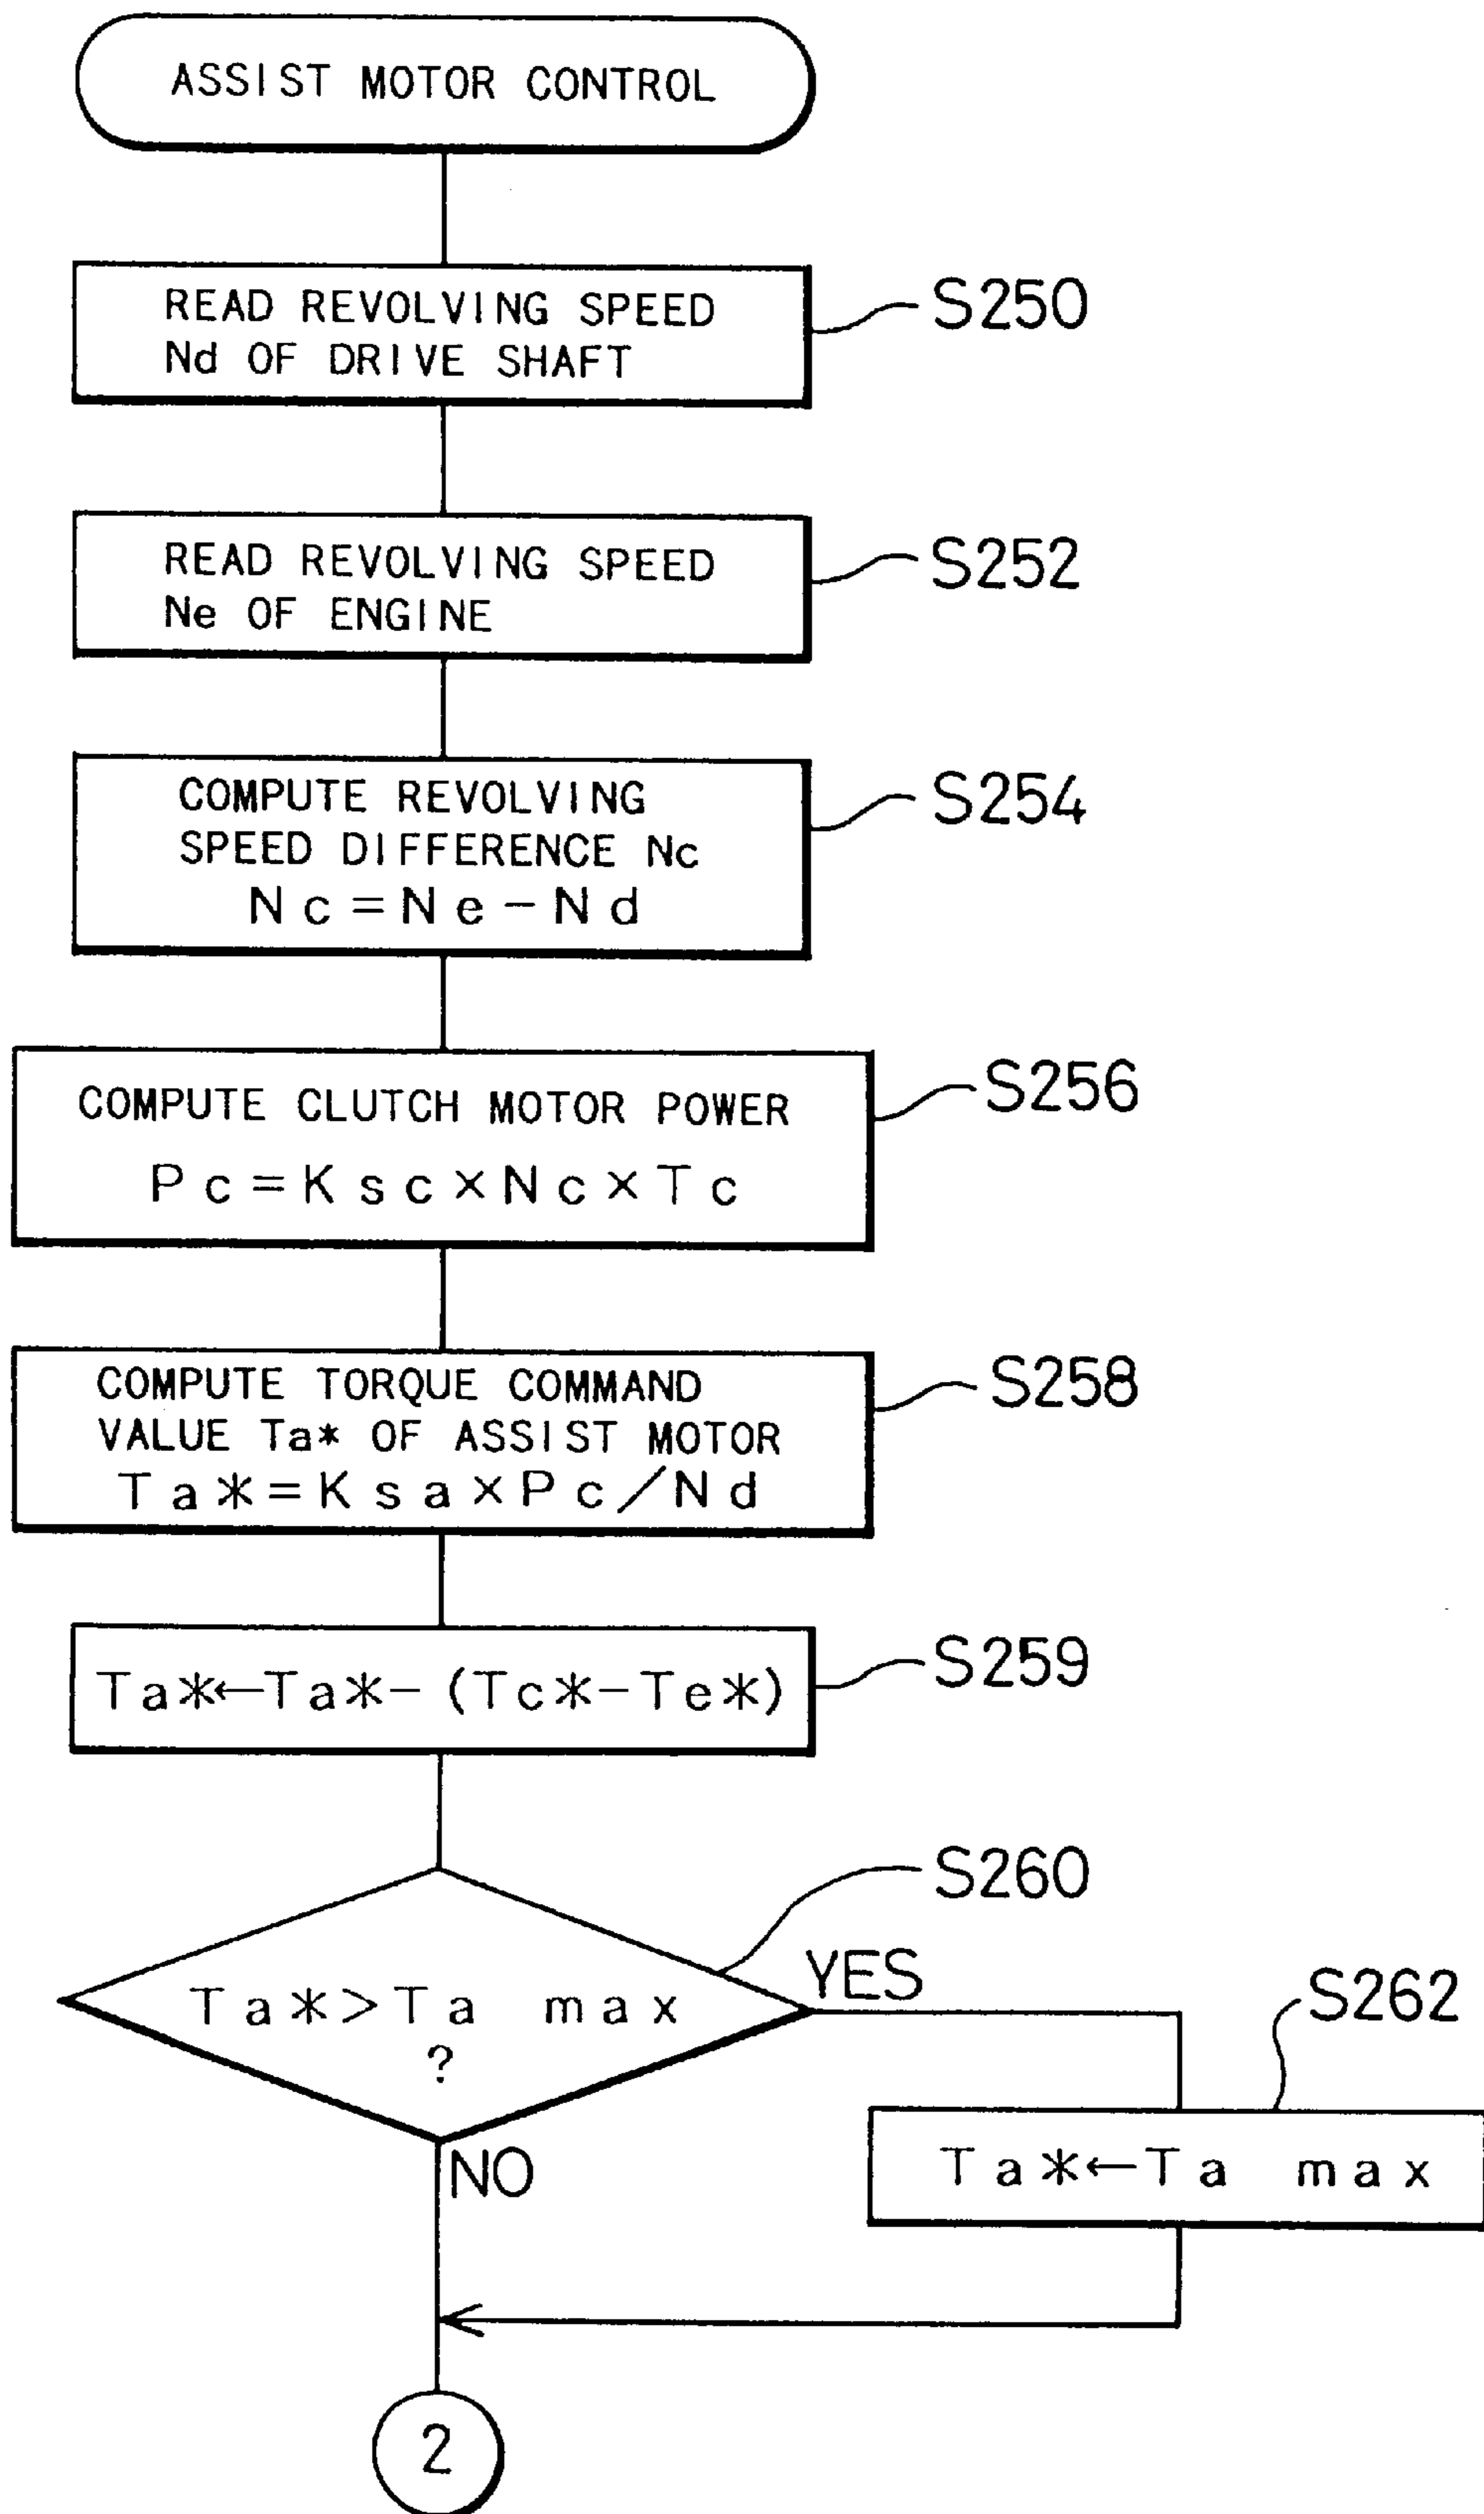 ASSIST MOTOR CONTROL
READ REVOLVING SPEED
Nd OF DRIVE SHAFT
S250
READ REVOLVING SPEED
Ne OF ENGINE
S252
COMPUTE REVOLVING
SPEED DIFFERENCE Nc
Nc=Ne-Nd
S254
COMPUTE CLUTCH MOTOR POWER
Pc=Ksc×Nc×Tc
S256
COMPUTE TORQUE COMMAND
VALUE Ta* OF ASSIST MOTOR
Ta*=Ksa×Pc/Nd
S258
Ta*←Ta*-(Tc*-Te*)
S259
S260
Ta*>Ta max
?
YES
NO
S262
Ta*←Ta max
2